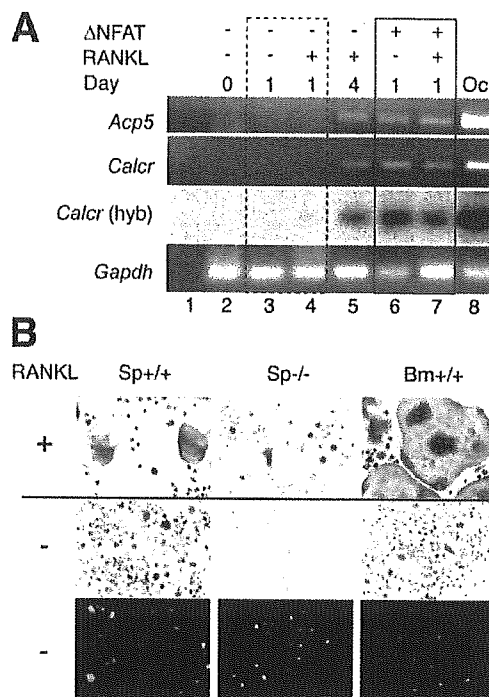 A
ΔNFAT - - - - + +
RANKL - - + + - +
Day 0 1 1 4 1 1 Oc
Acp5
Calcr
Calcr (hyb)
Gapdh
1 2 3 4 5 6 7 8
B
RANKL Sp+/+ Sp-/- Bm+/+
+
-
-